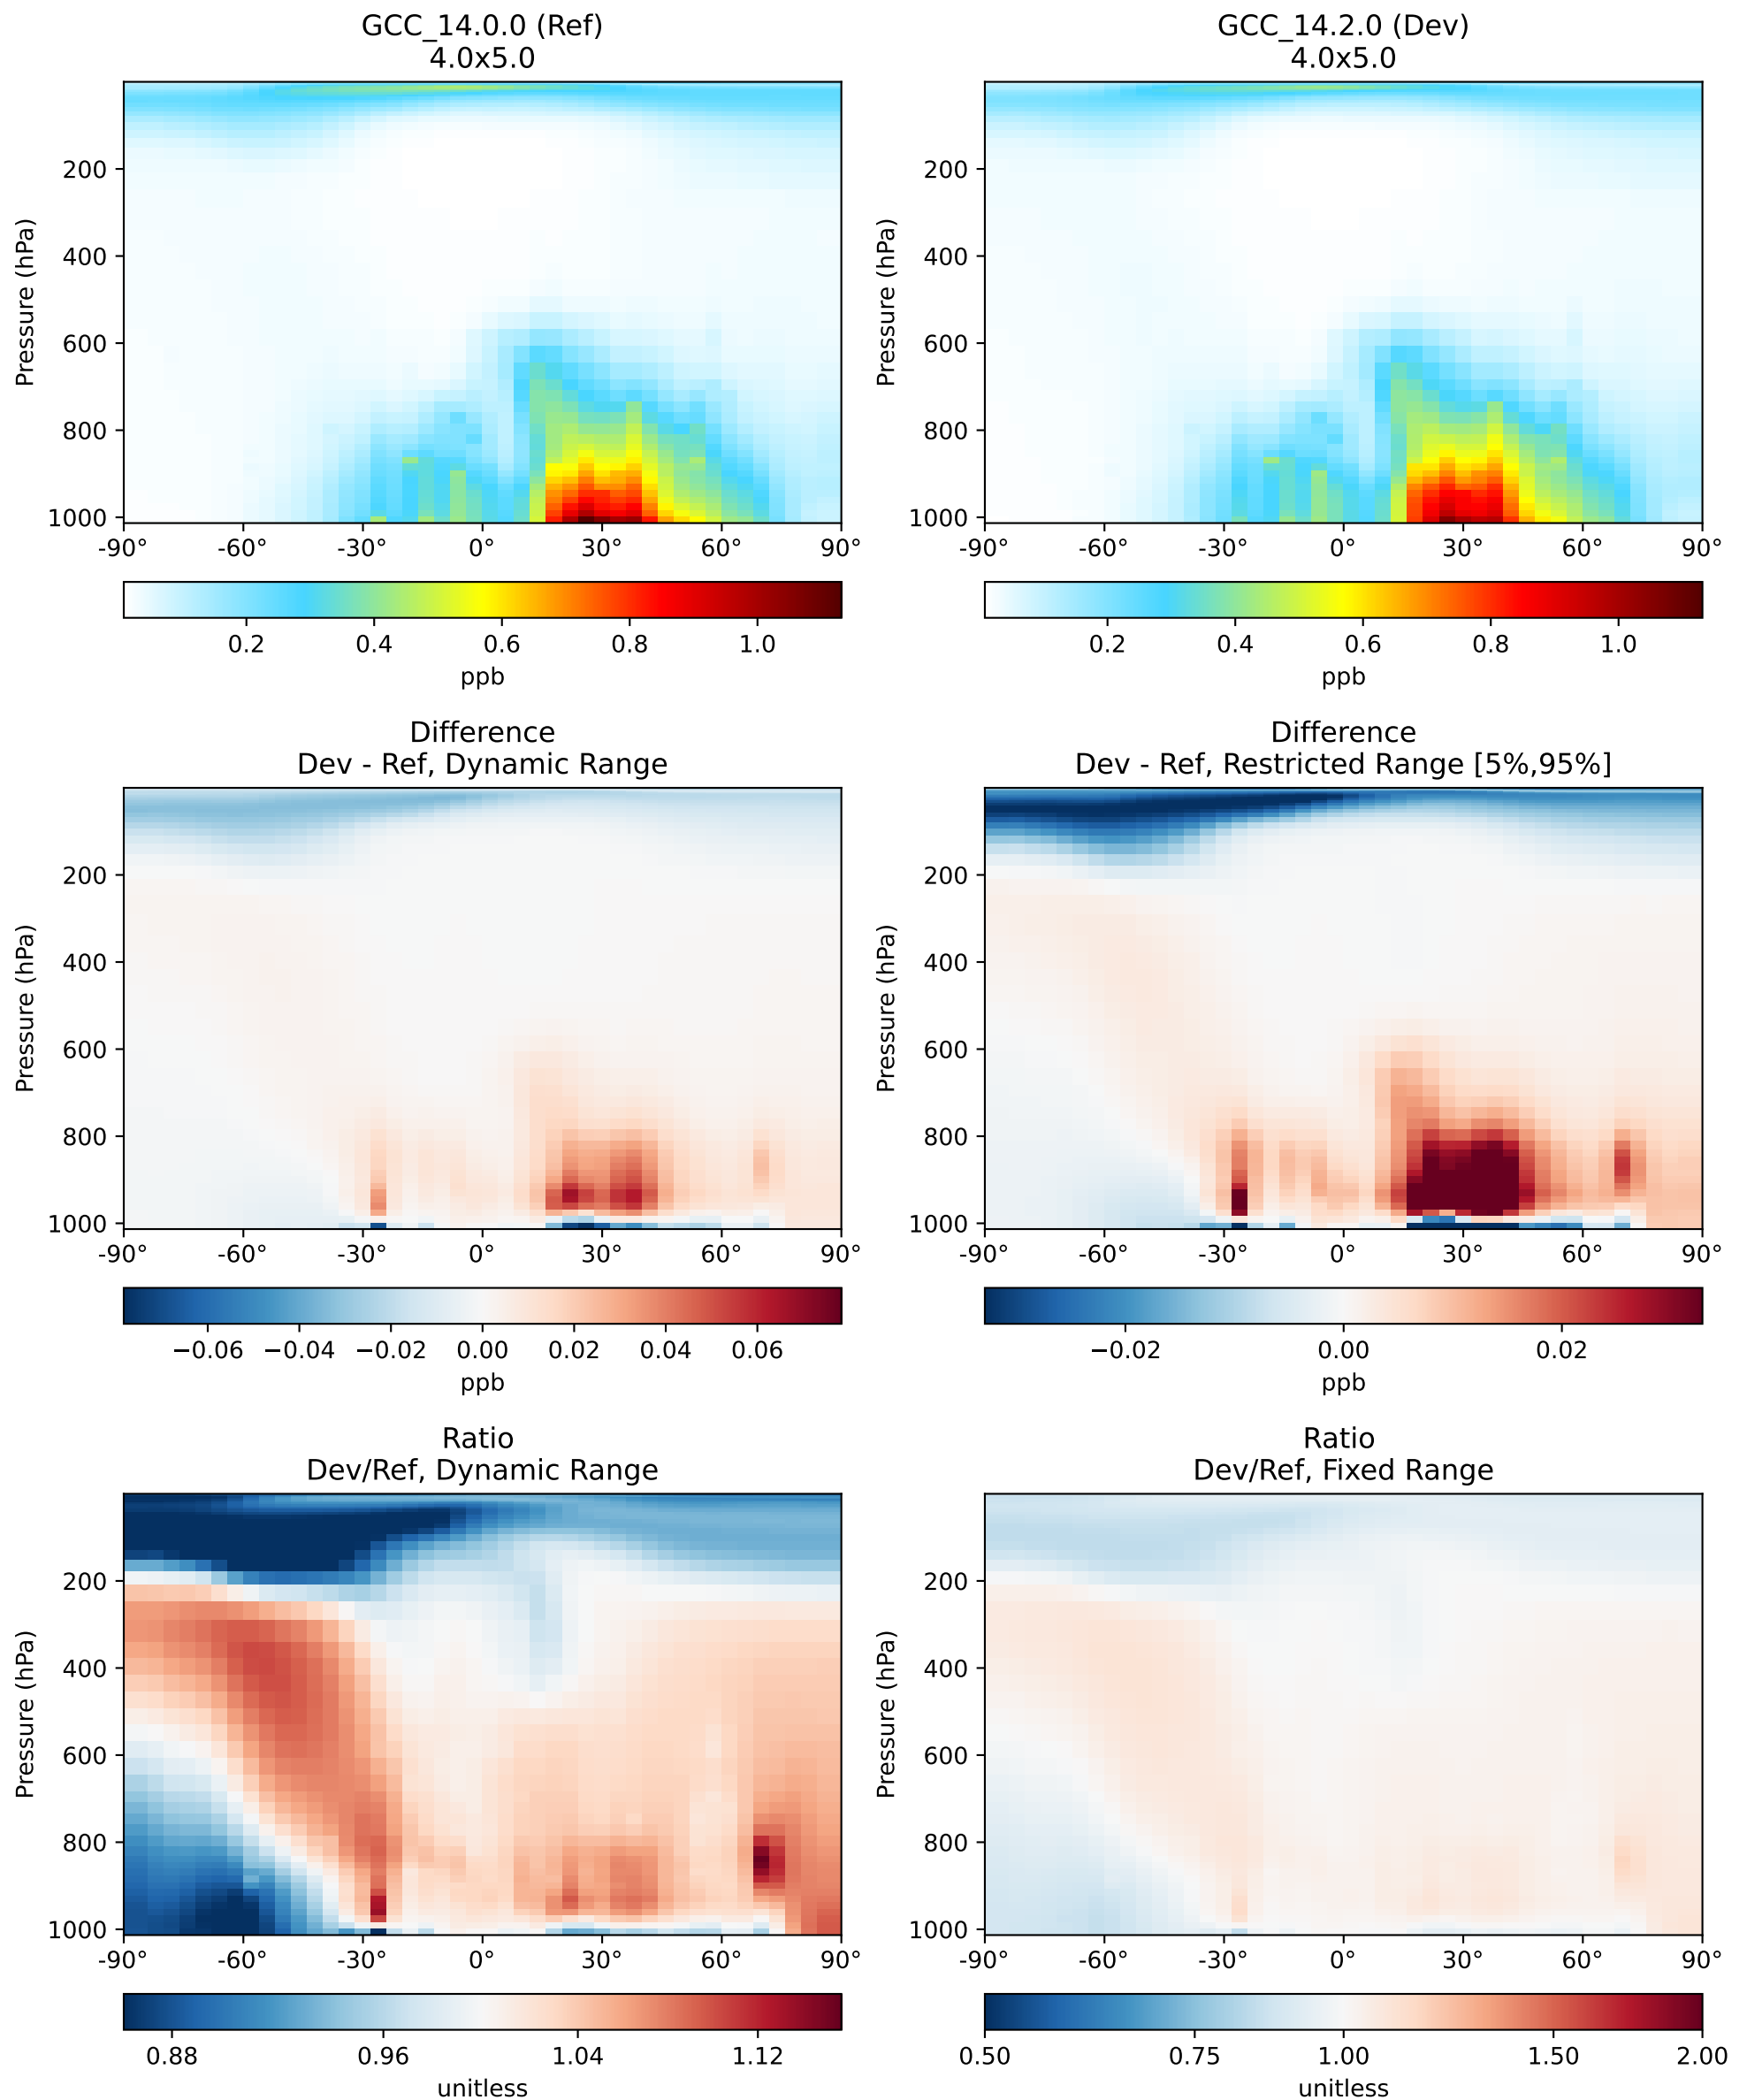 GCC_14.0.0 (Ref)
4.0x5.0
Pressure (hPa)
200
400
600
800
1000
-90° -60° -30° 0° 30° 60° 90°
0.2 0.4 0.6 0.8 1.0
ppb
GCC_14.2.0 (Dev)
4.0x5.0
Pressure (hPa)
200
400
600
800
1000
-90° -60° -30° 0° 30° 60° 90°
0.2 0.4 0.6 0.8 1.0
ppb
Difference
Dev - Ref, Dynamic Range
Pressure (hPa)
200
400
600
800
1000
-90° -60° -30° 0° 30° 60° 90°
−0.06 −0.04 −0.02 0.00 0.02 0.04 0.06
ppb
Difference
Dev - Ref, Restricted Range [5%,95%]
Pressure (hPa)
200
400
600
800
1000
-90° -60° -30° 0° 30° 60° 90°
−0.02 0.00 0.02
ppb
Ratio
Dev/Ref, Dynamic Range
Pressure (hPa)
200
400
600
800
1000
-90° -60° -30° 0° 30° 60° 90°
0.88 0.96 1.04 1.12
unitless
Ratio
Dev/Ref, Fixed Range
Pressure (hPa)
200
400
600
800
1000
-90° -60° -30° 0° 30° 60° 90°
0.50 0.75 1.00 1.50 2.00
unitless